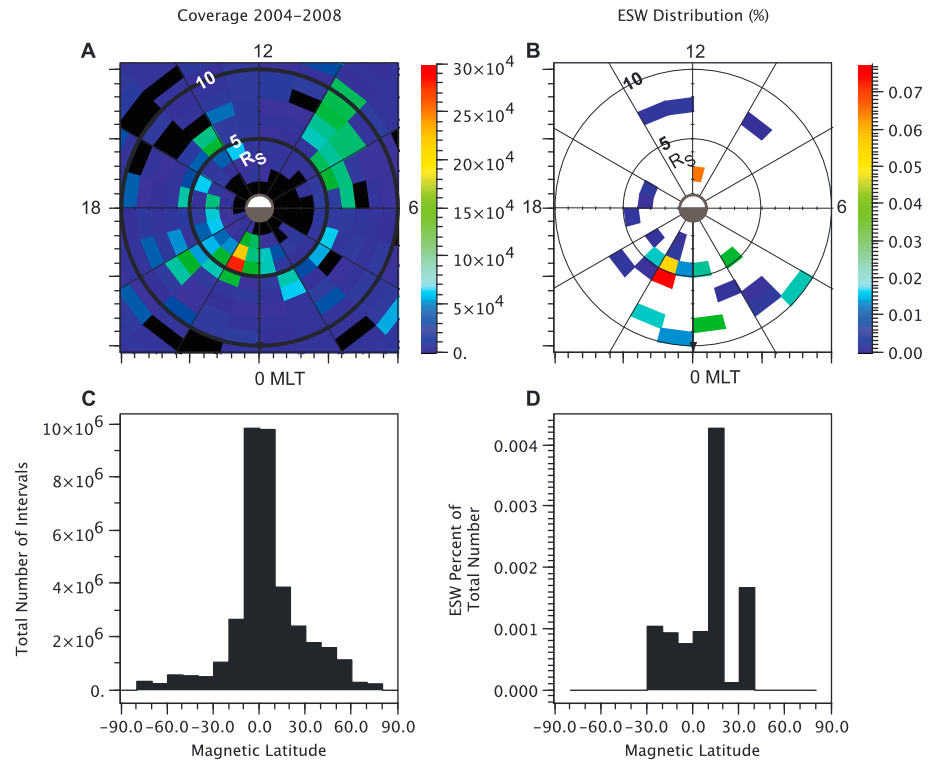 Coverage 2004–2008
ESW Distribution (%)
A
12
B
12
10
5
Rs
18
6
0 MLT
30×10⁴
25×10⁴
20×10⁴
15×10⁴
10×10⁴
5×10⁴
0.
10
5
Rs
18
6
0 MLT
0.07
0.06
0.05
0.04
0.03
0.02
0.01
0.00
C
Total Number of Intervals
10×10⁶
8×10⁶
6×10⁶
4×10⁶
2×10⁶
0.
-90.0 -60.0 -30.0 0.0 30.0 60.0 90.0
Magnetic Latitude
D
ESW Percent of
Total Number
0.004
0.003
0.002
0.001
0.000
-90.0 -60.0 -30.0 0.0 30.0 60.0 90.0
Magnetic Latitude